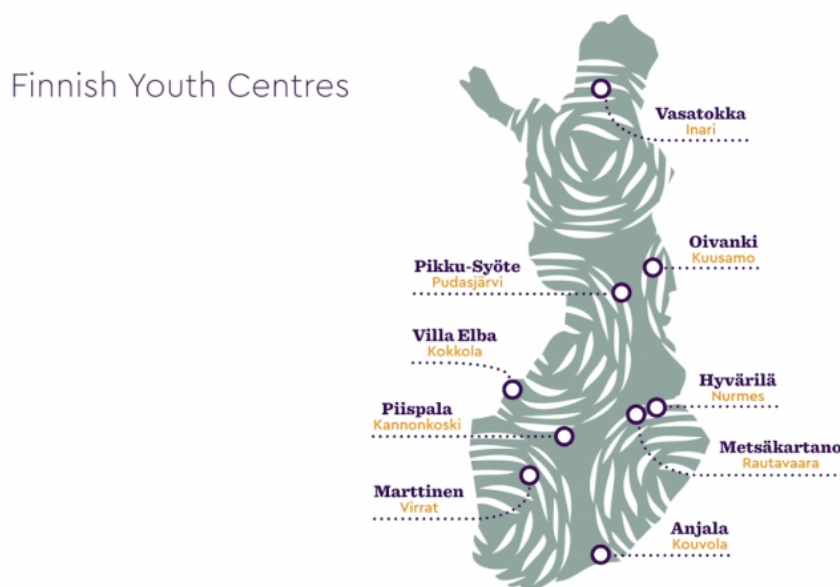 Finnish Youth Centres
Vasatokka
Inari
Oivanki
Kuusamo
Pikku-Syöte
Pudasjärvi
Villa Elba
Kokkola
Hyvärilä
Nurmes
Piispala
Kannonkoski
Metsäkartano
Rautavaara
Marttinen
Virrat
Anjala
Kouvola